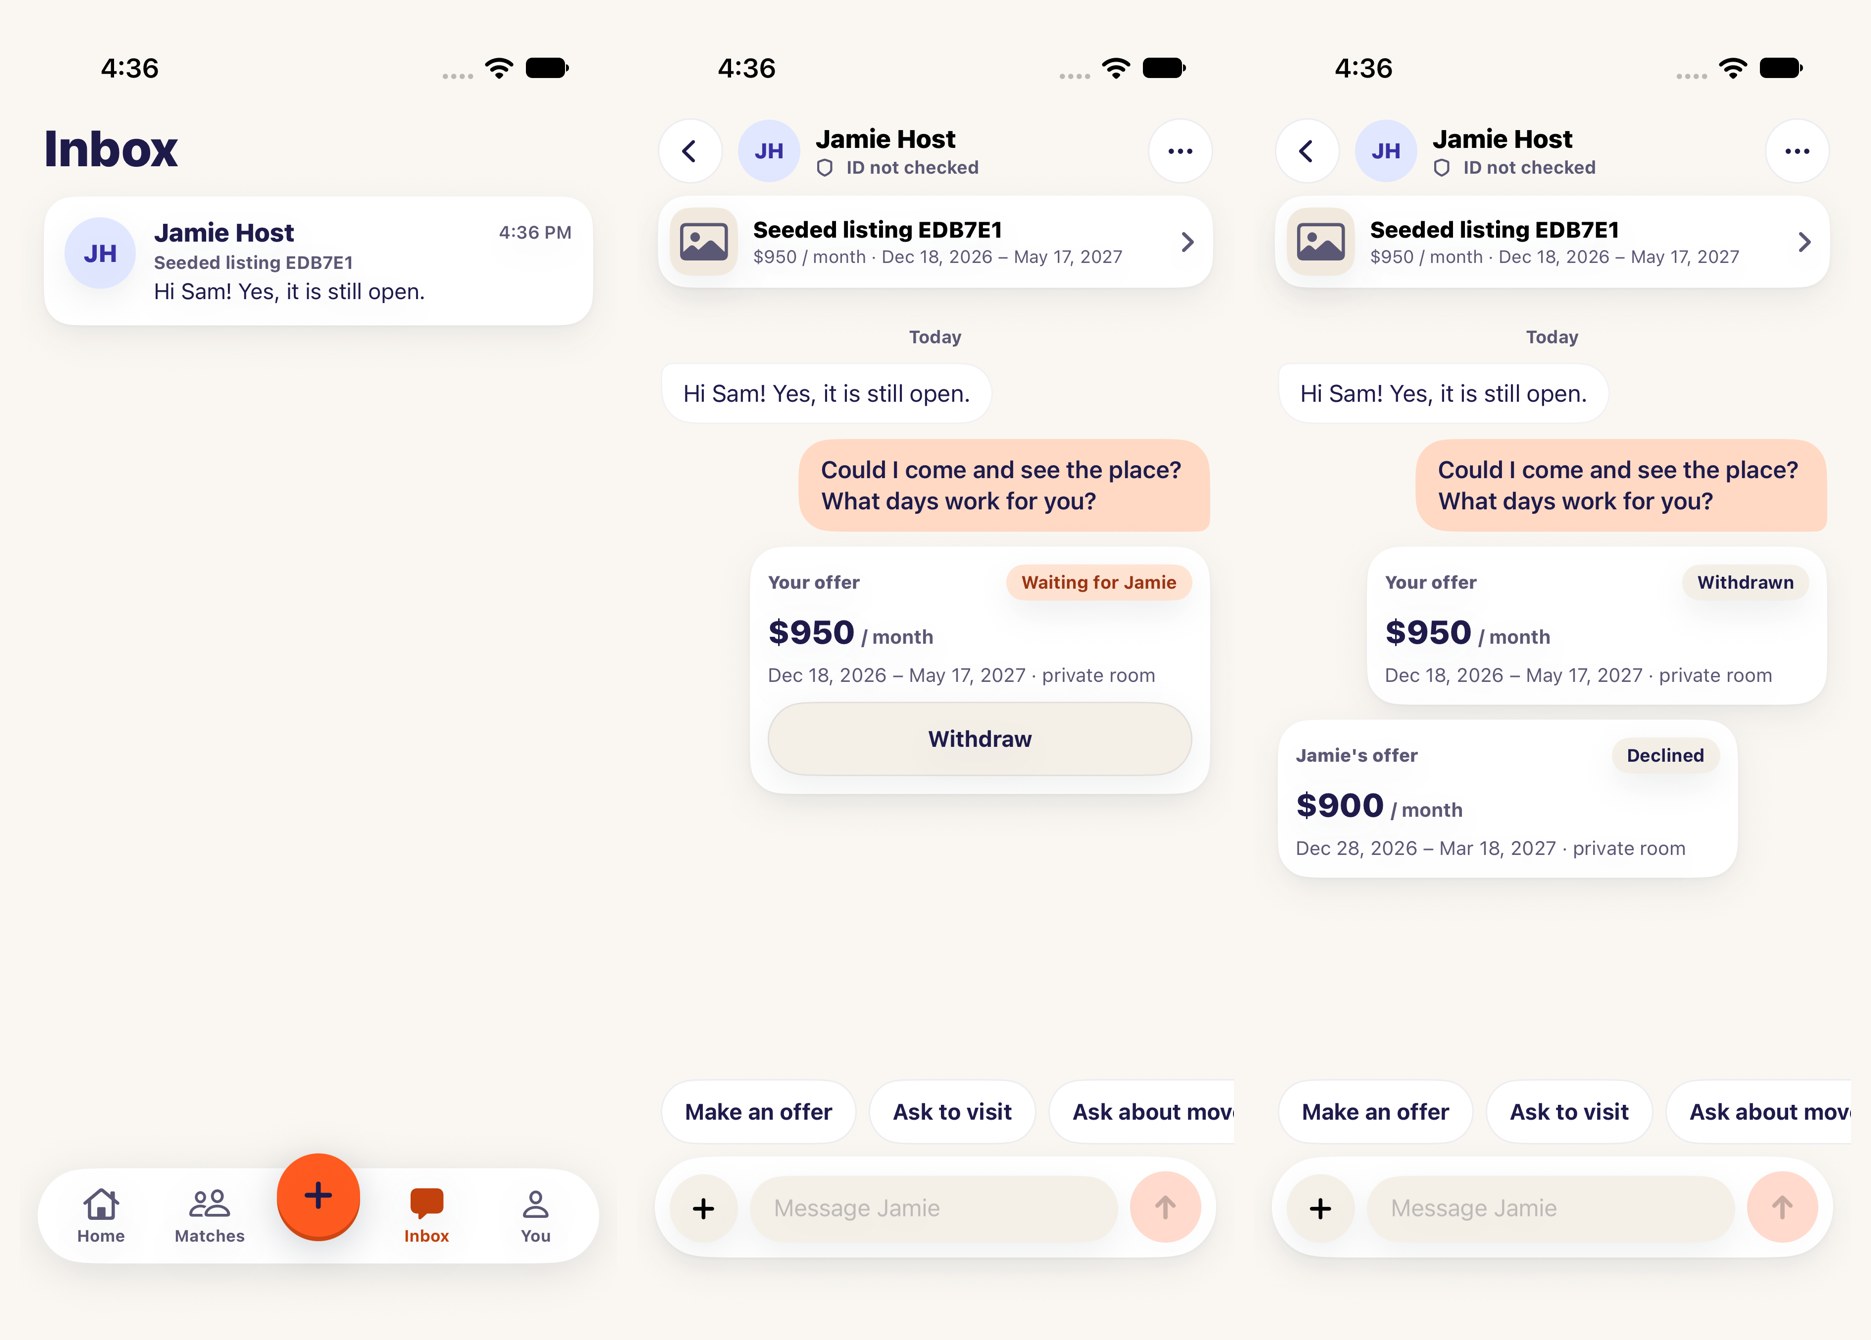 4:36
Inbox
JH
Jamie Host
4:36 PM
Seeded listing EDB7E1
Hi Sam! Yes, it is still open.
Home
Matches
Inbox
You
4:36
JH
Jamie Host
ID not checked
Seeded listing EDB7E1
$950 / month · Dec 18, 2026 – May 17, 2027
Today
Hi Sam! Yes, it is still open.
Could I come and see the place?
What days work for you?
Your offer
Waiting for Jamie
$950 / month
Dec 18, 2026 – May 17, 2027 · private room
Withdraw
Make an offer
Ask to visit
Ask about mov
Message Jamie
4:36
JH
Jamie Host
ID not checked
Seeded listing EDB7E1
$950 / month · Dec 18, 2026 – May 17, 2027
Today
Hi Sam! Yes, it is still open.
Could I come and see the place?
What days work for you?
Your offer
Withdrawn
$950 / month
Dec 18, 2026 – May 17, 2027 · private room
Jamie's offer
Declined
$900 / month
Dec 28, 2026 – Mar 18, 2027 · private room
Make an offer
Ask to visit
Ask about mov
Message Jamie